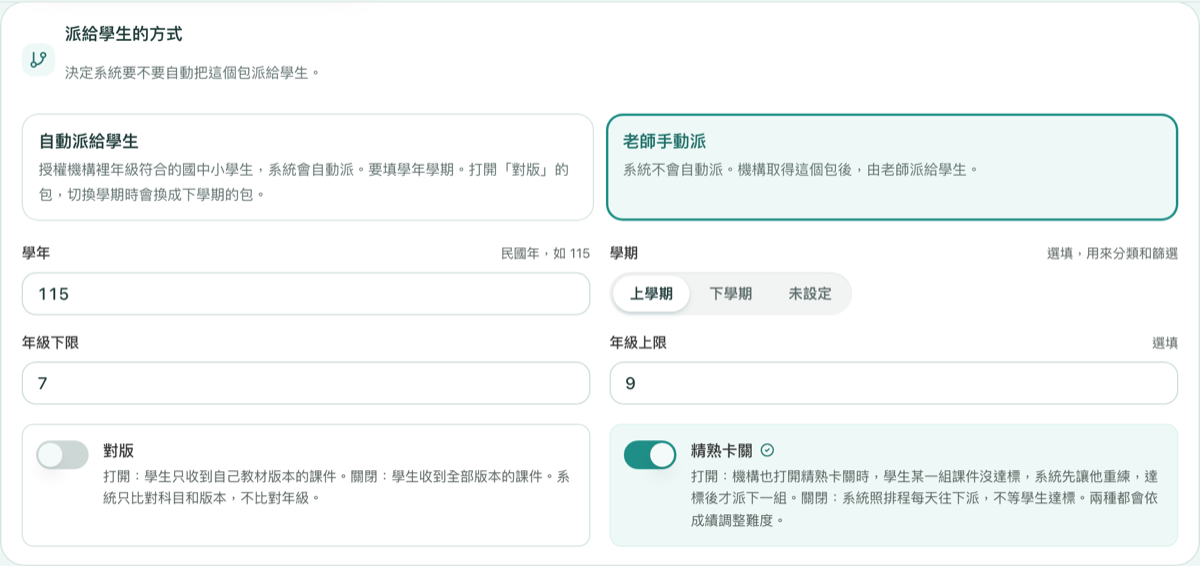 派給學生的方式
決定系統要不要自動把這個包派給學生。
自動派給學生
授權機構裡年級符合的國中小學生，系統會自動派。要填學年學期。打開「對版」的
包，切換學期時會換成下學期的包。
老師手動派
系統不會自動派。機構取得這個包後，由老師派給學生。
學年
民國年，如 115
115
學期
選填，用來分類和篩選
上學期
下學期
未設定
年級下限
7
年級上限
選填
9
對版
打開：學生只收到自己教材版本的課件。關閉：學生收到全部版本的課件。系
統只比對科目和版本，不比對年級。
精熟卡關
打開：機構也打開精熟卡關時，學生某一組課件沒達標，系統先讓他重練，達
標後才派下一組。關閉：系統照排程每天往下派，不等學生達標。兩種都會依
成績調整難度。